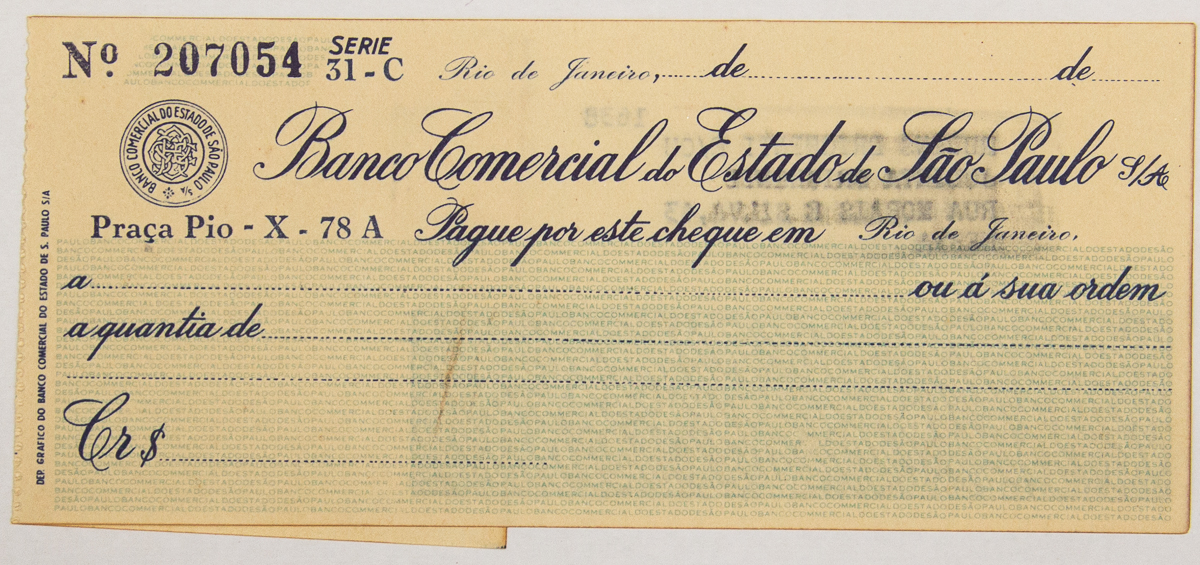 Nº 207054 SERIE 31-C Rio de Janeiro, de de
BANCO COMERCIAL DO ESTADO DE SÃO PAULO S/A
Banco Comercial do Estado de São Paulo S/A
Praça Pio - X - 78 A Pague por este cheque em Rio de Janeiro,
a ou á sua ordem
a quantia de
Cr $
DEP. GRAFICO DO BANCO COMERCIAL DO ESTADO DE S. PAULO S/A
BANCOCOMMERCIALDOESTADODESÃOPAULO